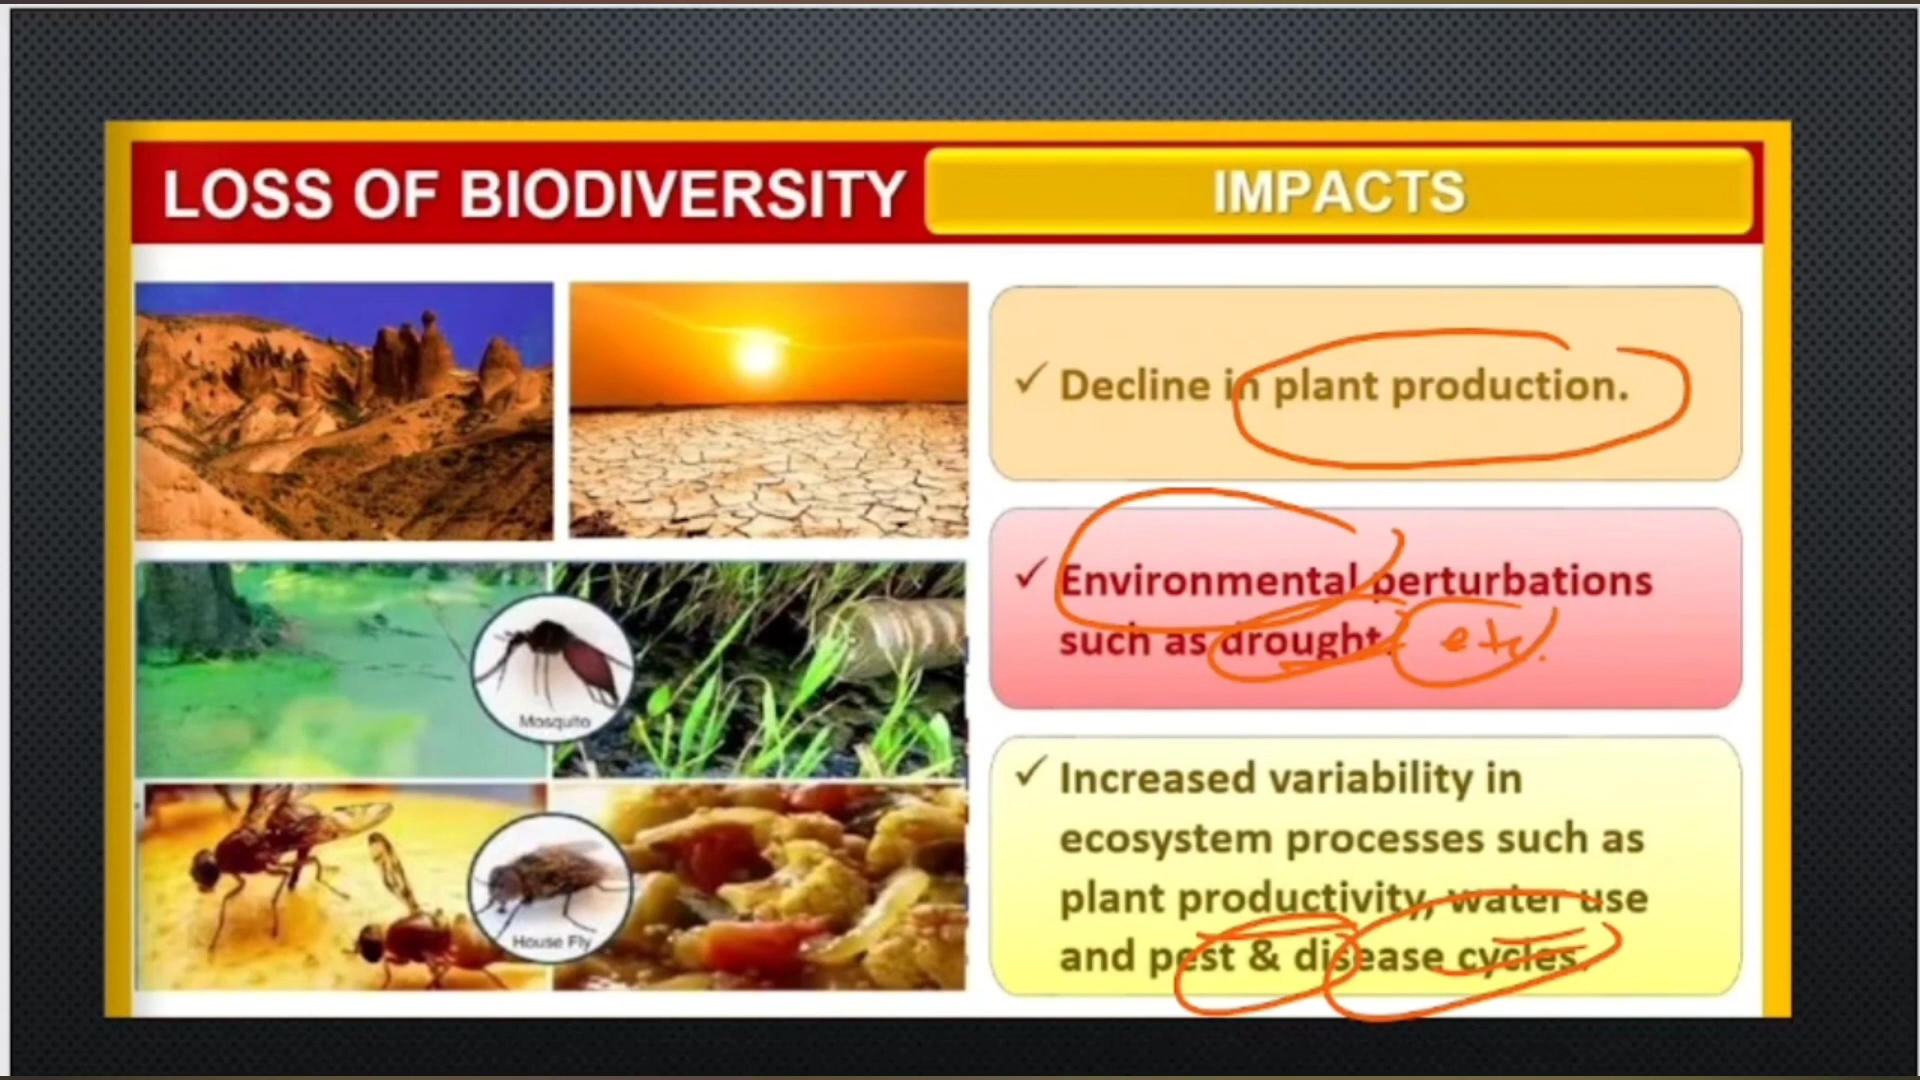 LOSS OF BIODIVERSITY
IMPACTS
✓ Decline in plant production.
✓ Environmental perturbations
such as drought. etc.
✓ Increased variability in
ecosystem processes such as
plant productivity, water use
and pest & disease cycles.
Mosquito
House Fly